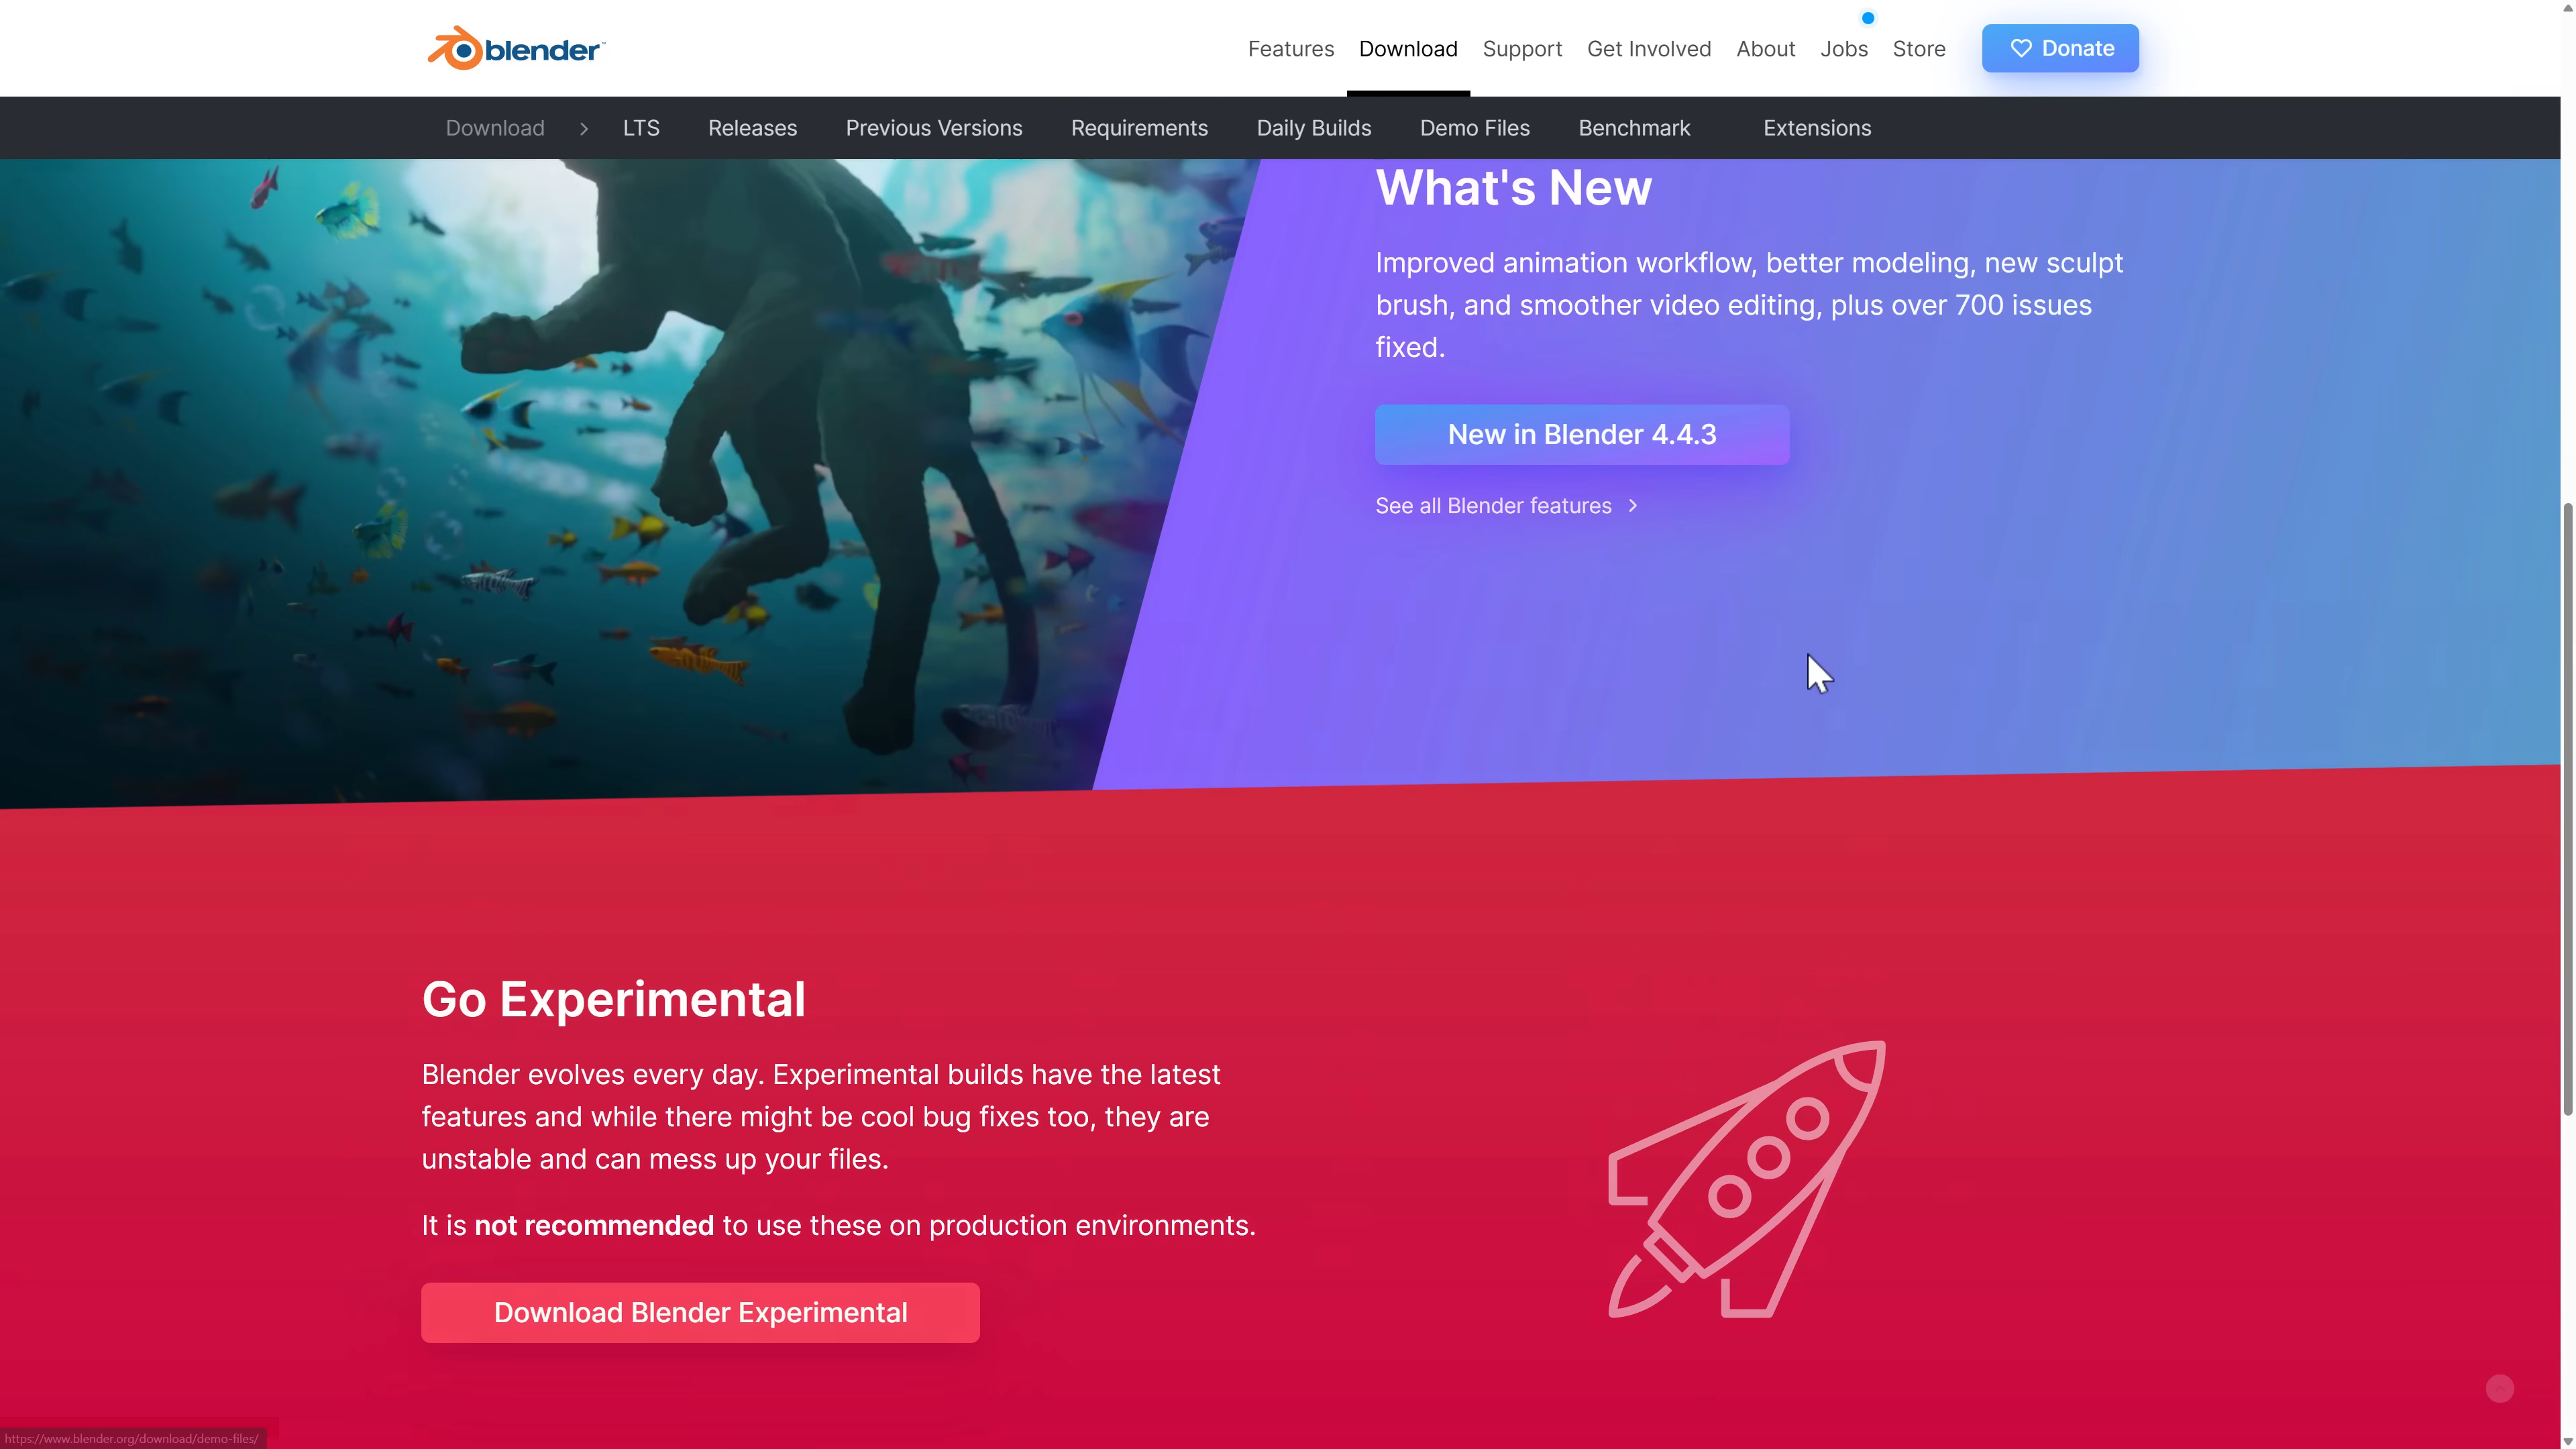 blender™
Features Download Support Get Involved About Jobs Store Donate
Download LTS Releases Previous Versions Requirements Daily Builds Demo Files Benchmark Extensions
What's New
Improved animation workflow, better modeling, new sculpt
brush, and smoother video editing, plus over 700 issues
fixed.
New in Blender 4.4.3
See all Blender features
Go Experimental
Blender evolves every day. Experimental builds have the latest
features and while there might be cool bug fixes too, they are
unstable and can mess up your files.
It is not recommended to use these on production environments.
Download Blender Experimental
https://www.blender.org/download/demo-files/